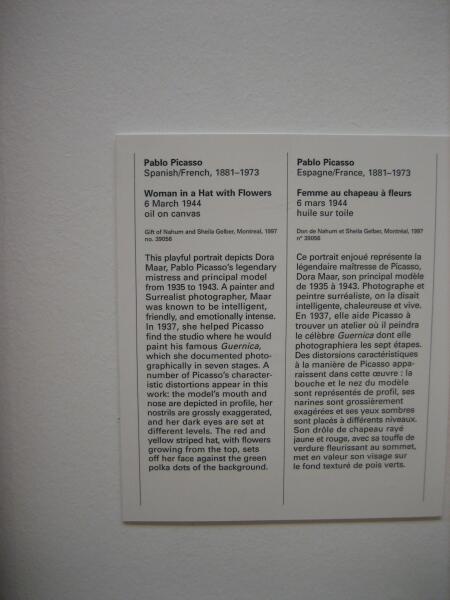 Pablo Picasso
Spanish/French, 1881–1973
Woman in a Hat with Flowers
6 March 1944
oil on canvas
Gift of Nahum and Sheila Gelber, Montreal, 1997
no. 39056
This playful portrait depicts Dora
Maar, Pablo Picasso's legendary
mistress and principal model
from 1935 to 1943. A painter and
Surrealist photographer, Maar
was known to be intelligent,
friendly, and emotionally intense.
In 1937, she helped Picasso
find the studio where he would
paint his famous Guernica,
which she documented photo-
graphically in seven stages. A
number of Picasso's character-
istic distortions appear in this
work: the model's mouth and
nose are depicted in profile, her
nostrils are grossly exaggerated,
and her dark eyes are set at
different levels. The red and
yellow striped hat, with flowers
growing from the top, sets
off her face against the green
polka dots of the background.
Pablo Picasso
Espagne/France, 1881–1973
Femme au chapeau à fleurs
6 mars 1944
huile sur toile
Don de Nahum et Sheila Gelber, Montréal, 1997
n° 39056
Ce portrait enjoué représente la
légendaire maîtresse de Picasso,
Dora Maar, son principal modèle
de 1935 à 1943. Photographe et
peintre surréaliste, on la disait
intelligente, chaleureuse et vive.
En 1937, elle aide Picasso à
trouver un atelier où il peindra
le célèbre Guernica dont elle
photographiera les sept étapes.
Des distorsions caractéristiques
à la manière de Picasso appa-
raissent dans cette œuvre : la
bouche et le nez du modèle
sont représentés de profil, ses
narines sont grossièrement
exagérées et ses yeux sombres
sont placés à différents niveaux.
Son drôle de chapeau rayé
jaune et rouge, avec sa touffe de
verdure fleurissant au sommet,
met en valeur son visage sur
le fond texturé de pois verts.